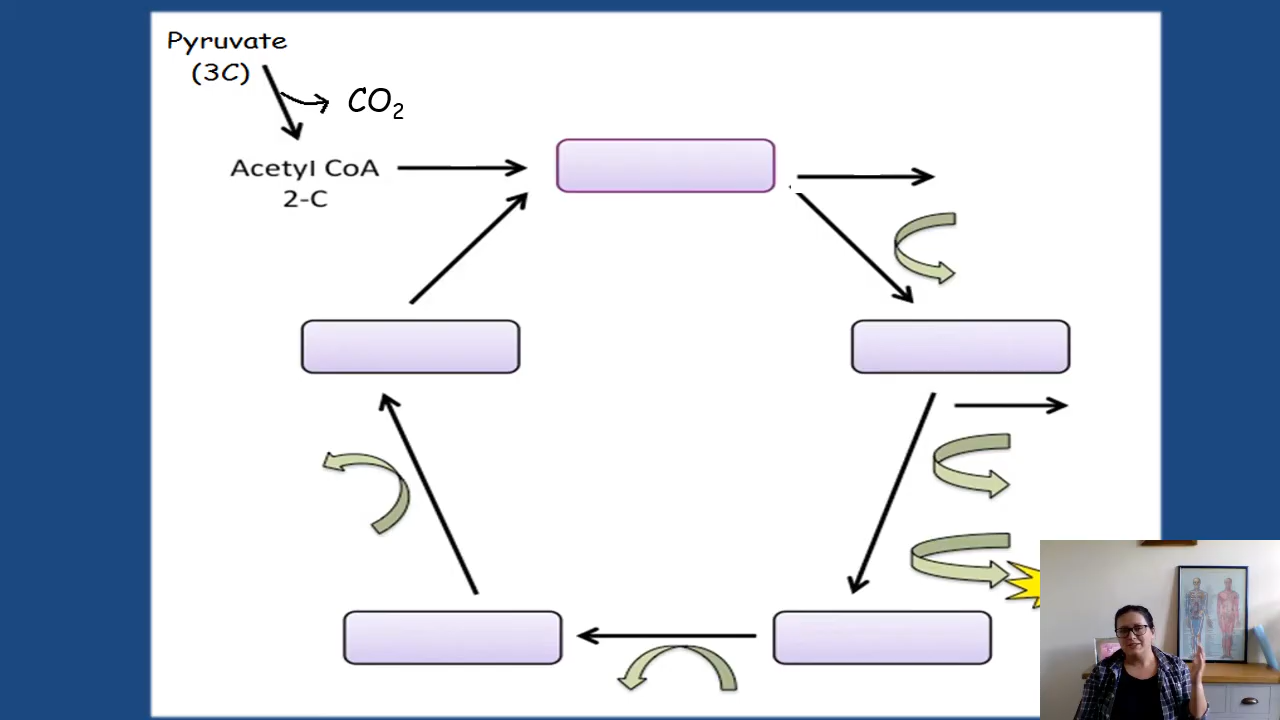 Pyruvate
(3C)
CO₂
Acetyl CoA
2-C